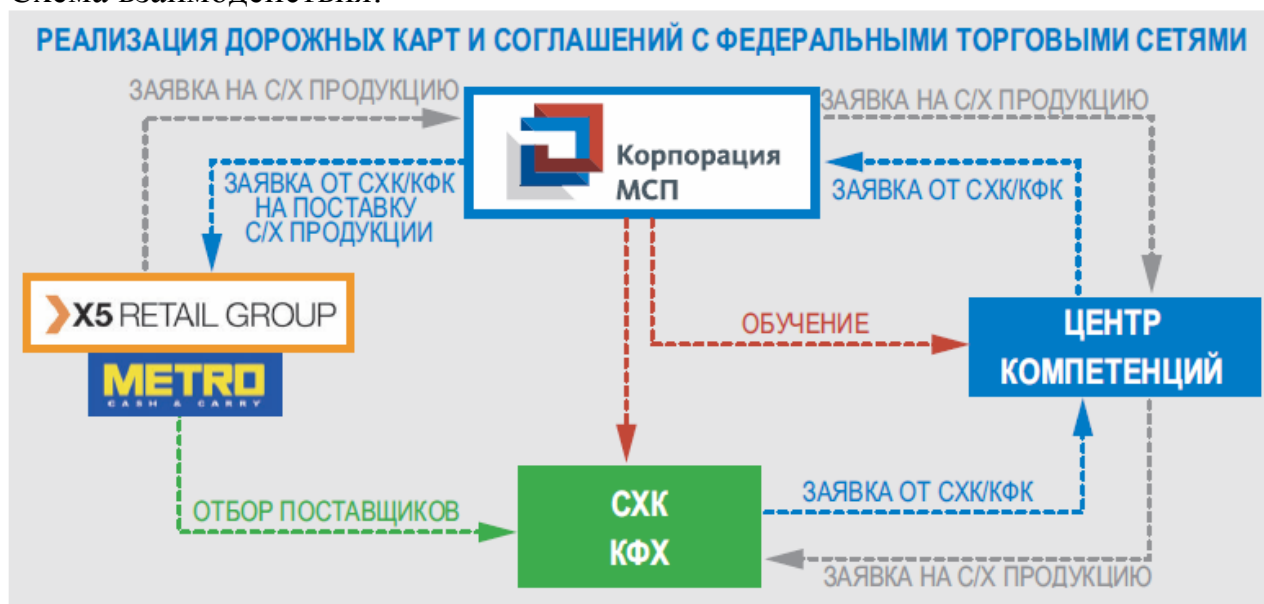 Схема взаимодействия:
РЕАЛИЗАЦИЯ ДОРОЖНЫХ КАРТ И СОГЛАШЕНИЙ С ФЕДЕРАЛЬНЫМИ ТОРГОВЫМИ СЕТЯМИ
ЗАЯВКА НА С/Х ПРОДУКЦИЮ
ЗАЯВКА НА С/Х ПРОДУКЦИЮ
Корпорация
МСП
ЗАЯВКА ОТ СХК/КФК
НА ПОСТАВКУ
С/Х ПРОДУКЦИИ
ЗАЯВКА ОТ СХК/КФК
X5 RETAIL GROUP
METRO
CASH & CARRY
ОБУЧЕНИЕ
ЦЕНТР
КОМПЕТЕНЦИЙ
ОТБОР ПОСТАВЩИКОВ
СХК
КФХ
ЗАЯВКА ОТ СХК/КФК
ЗАЯВКА НА С/Х ПРОДУКЦИЮ